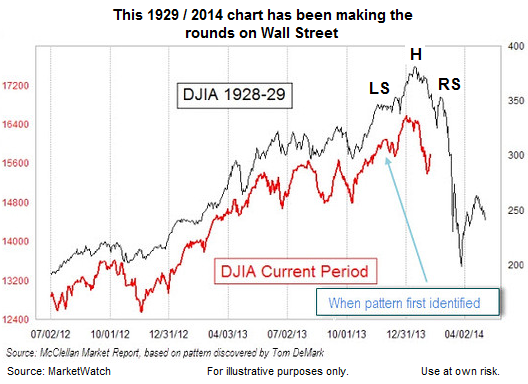 This 1929 / 2014 chart has been making the
rounds on Wall Street
H
LS
RS
DJIA 1928-29
DJIA Current Period
When pattern first identified
17200
16400
15600
14800
14000
13200
12400
400
350
300
250
200
07/02/12
10/01/12
12/31/12
04/03/13
07/02/13
10/01/13
12/31/13
04/02/14
Source: McClellan Market Report, based on pattern discovered by Tom DeMark
Source: MarketWatch
For illustrative purposes only.
Use at own risk.